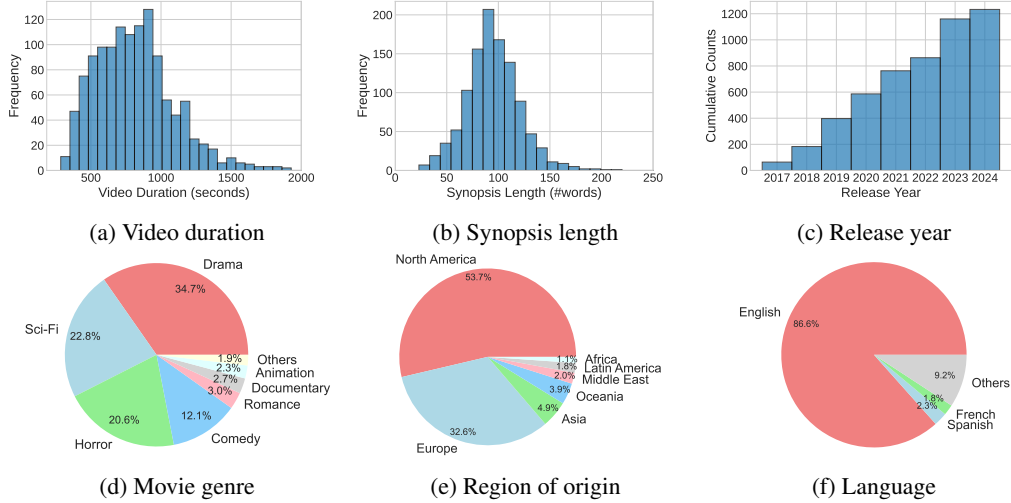 120
100
80
60
40
20
0
Frequency
500
1000
1500
2000
Video Duration (seconds)
(a) Video duration
200
150
100
50
0
Frequency
0
50
100
150
200
250
Synopsis Length (#words)
(b) Synopsis length
1200
1000
800
600
400
200
0
Cumulative Counts
2017
2018
2019
2020
2021
2022
2023
2024
Release Year
(c) Release year
Drama
34.7%
Sci-Fi
22.8%
Horror
20.6%
Comedy
12.1%
Romance
3.0%
Documentary
2.7%
Animation
2.3%
Others
1.9%
(d) Movie genre
North America
53.7%
Europe
32.6%
Asia
4.9%
Oceania
3.9%
Middle East
2.0%
Latin America
1.8%
Africa
1.1%
(e) Region of origin
English
86.6%
Spanish
2.3%
French
1.8%
Others
9.2%
(f) Language